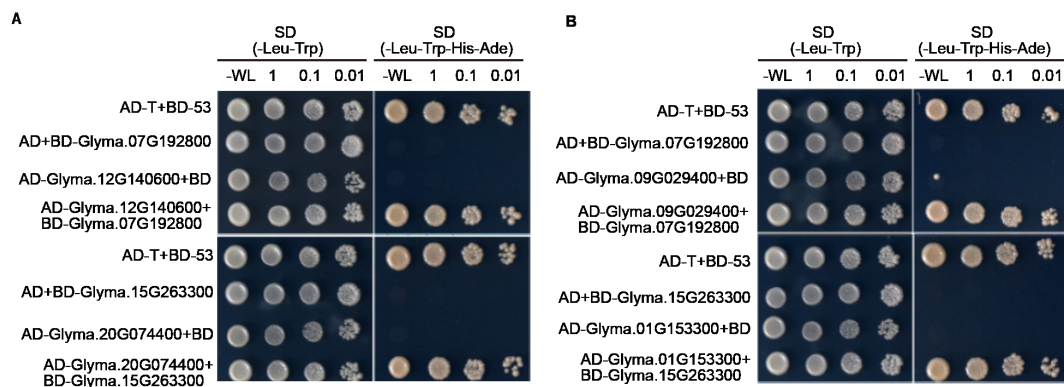 A
SD
(-Leu-Trp)
SD
(-Leu-Trp-His-Ade)
-WL 1 0.1 0.01
-WL 1 0.1 0.01
AD-T+BD-53
AD+BD-Glyma.07G192800
AD-Glyma.12G140600+BD
AD-Glyma.12G140600+
BD-Glyma.07G192800
AD-T+BD-53
AD+BD-Glyma.15G263300
AD-Glyma.20G074400+BD
AD-Glyma.20G074400+
BD-Glyma.15G263300
B
SD
(-Leu-Trp)
SD
(-Leu-Trp-His-Ade)
-WL 1 0.1 0.01
-WL 1 0.1 0.01
AD-T+BD-53
AD+BD-Glyma.07G192800
AD-Glyma.09G029400+BD
AD-Glyma.09G029400+
BD-Glyma.07G192800
AD-T+BD-53
AD+BD-Glyma.15G263300
AD-Glyma.01G153300+BD
AD-Glyma.01G153300+
BD-Glyma.15G263300